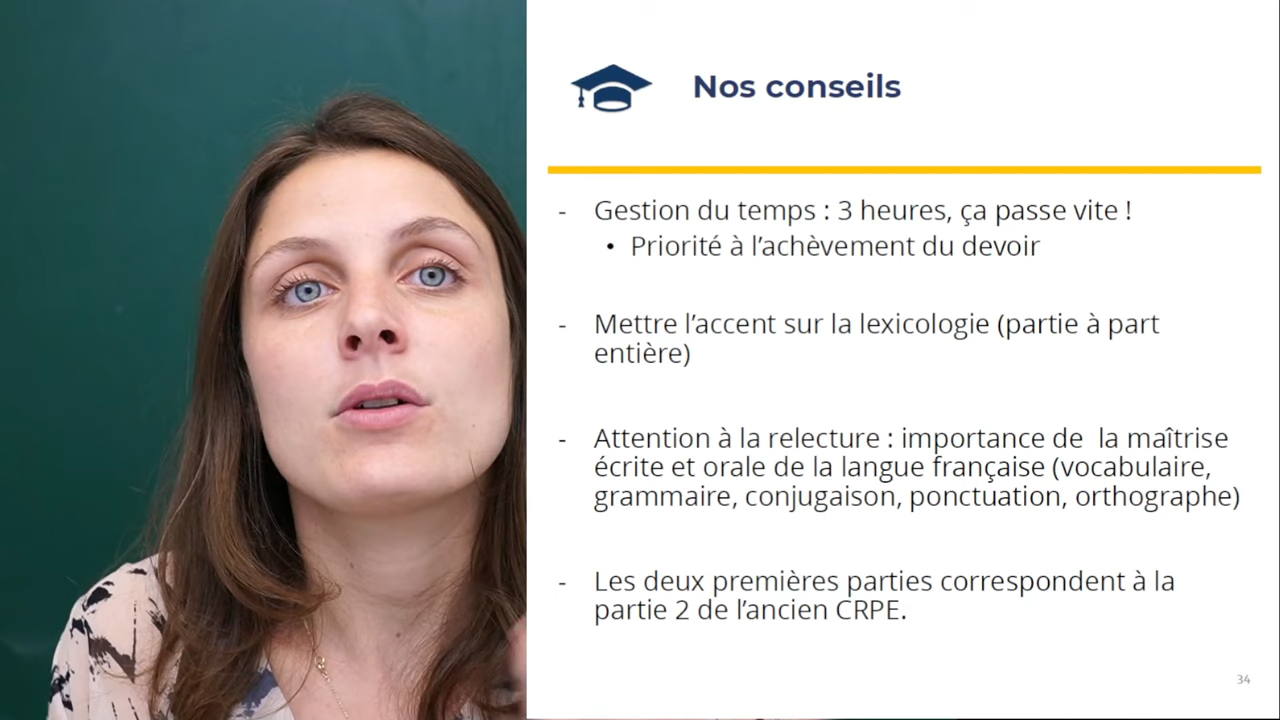 Nos conseils
- Gestion du temps : 3 heures, ça passe vite !
• Priorité à l’achèvement du devoir
- Mettre l’accent sur la lexicologie (partie à part
entière)
- Attention à la relecture : importance de  la maîtrise
écrite et orale de la langue française (vocabulaire,
grammaire, conjugaison, ponctuation, orthographe)
- Les deux premières parties correspondent à la
partie 2 de l’ancien CRPE.
34